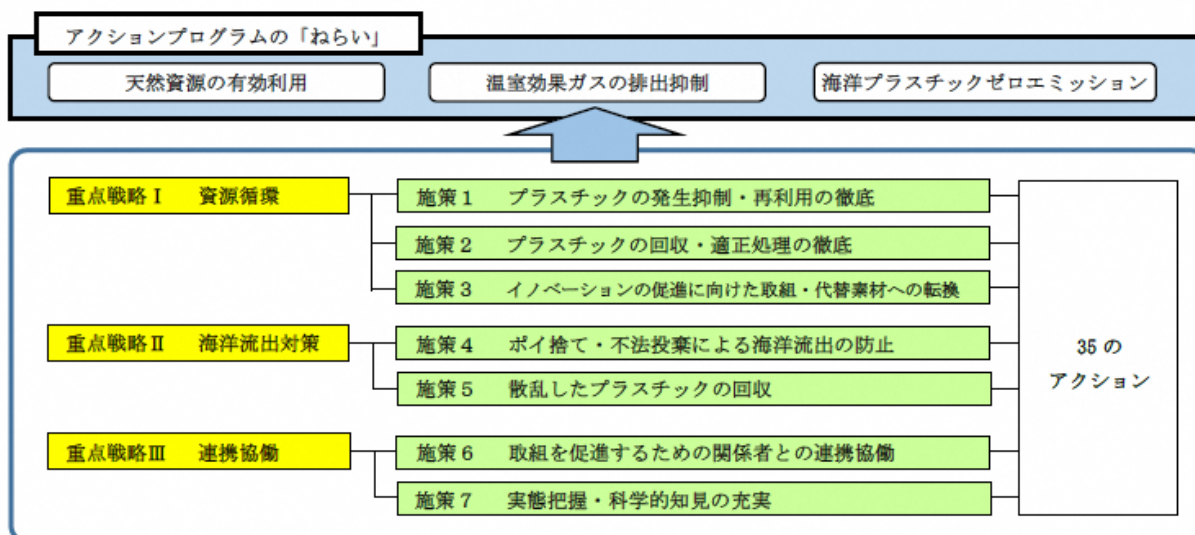 アクションプログラムの「ねらい」
天然資源の有効利用
温室効果ガスの排出抑制
海洋プラスチックゼロエミッション
重点戦略Ⅰ 資源循環
施策1 プラスチックの発生抑制・再利用の徹底
施策2 プラスチックの回収・適正処理の徹底
施策3 イノベーションの促進に向けた取組・代替素材への転換
重点戦略Ⅱ 海洋流出対策
施策4 ポイ捨て・不法投棄による海洋流出の防止
施策5 散乱したプラスチックの回収
重点戦略Ⅲ 連携協働
施策6 取組を促進するための関係者との連携協働
施策7 実態把握・科学的知見の充実
35の
アクション